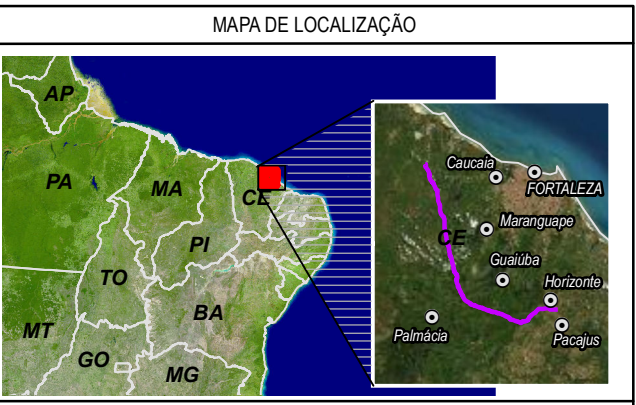 MAPA DE LOCALIZAÇÃO
AP
PA
MA
CE
PI
TO
BA
MT
GO
MG
Caucaia
FORTALEZA
Maranguape
CE
Guaiúba
Horizonte
Palmácia
Pacajus